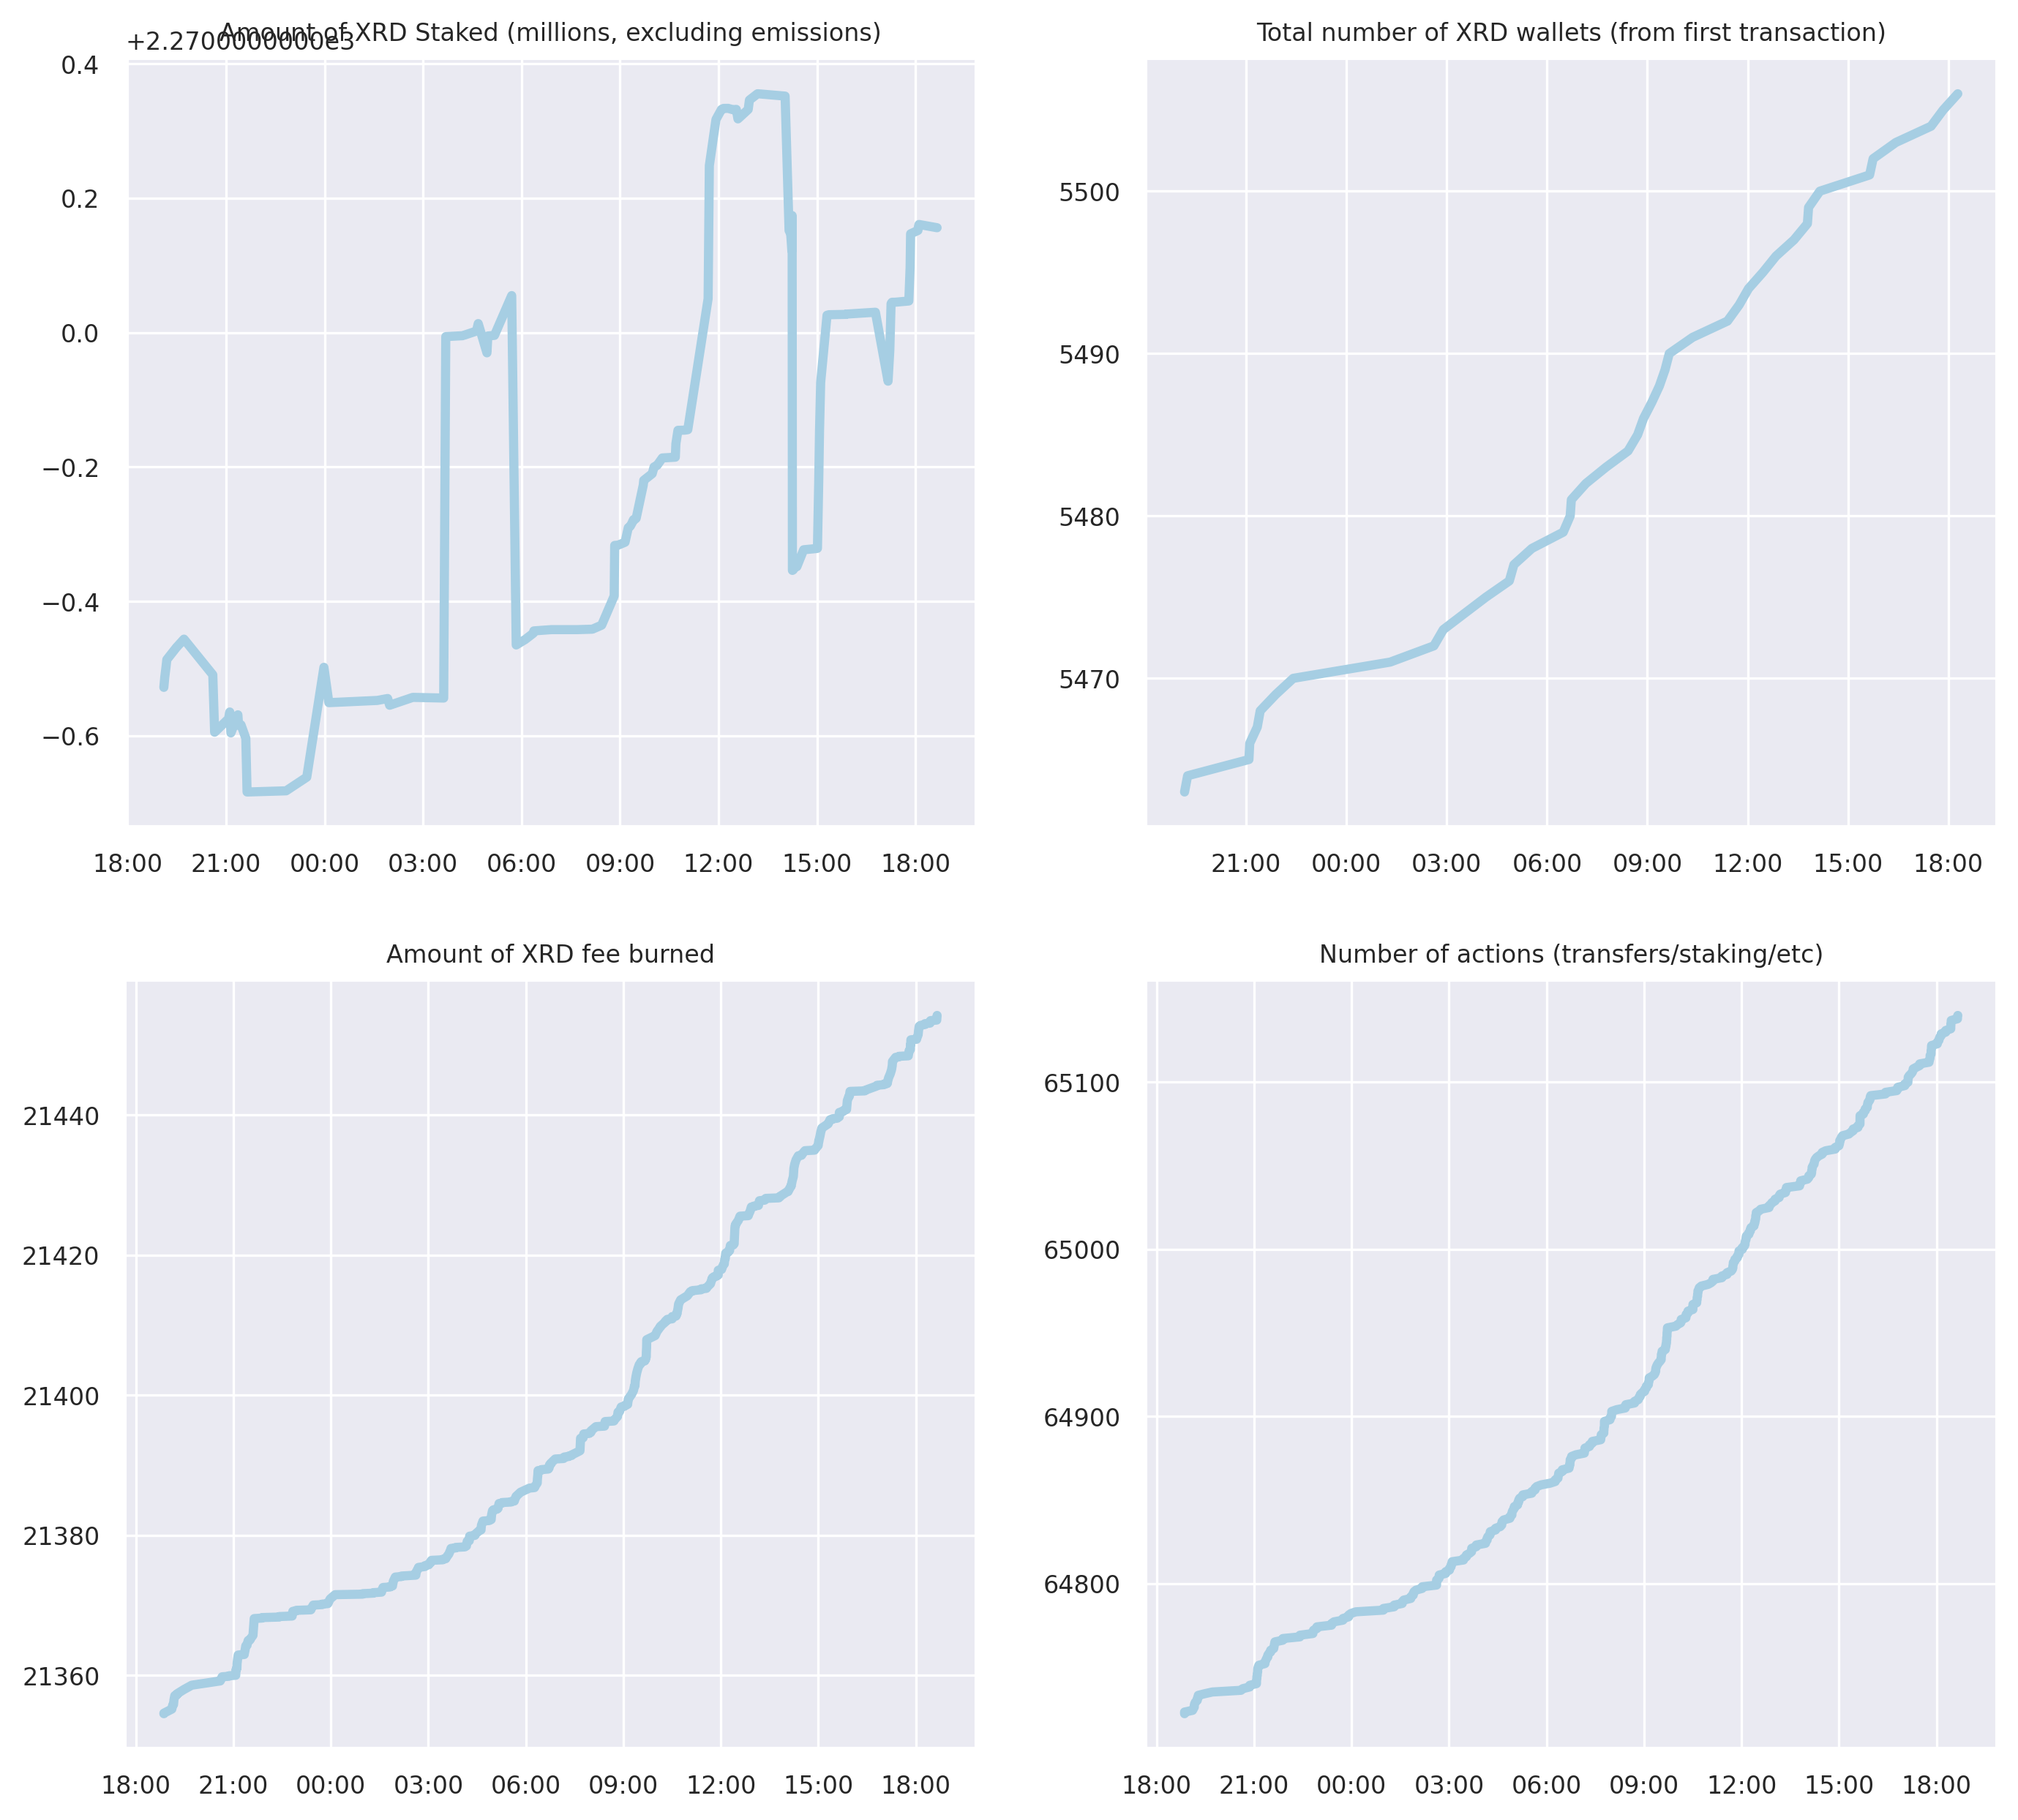 Amount of XRD Staked (millions, excluding emissions)
+2.2700000000e3
0.4
0.2
0.0
−0.2
−0.4
−0.6
18:00 21:00 00:00 03:00 06:00 09:00 12:00 15:00 18:00
Total number of XRD wallets (from first transaction)
5500
5490
5480
5470
21:00 00:00 03:00 06:00 09:00 12:00 15:00 18:00
Amount of XRD fee burned
21440
21420
21400
21380
21360
18:00 21:00 00:00 03:00 06:00 09:00 12:00 15:00 18:00
Number of actions (transfers/staking/etc)
65100
65000
64900
64800
18:00 21:00 00:00 03:00 06:00 09:00 12:00 15:00 18:00